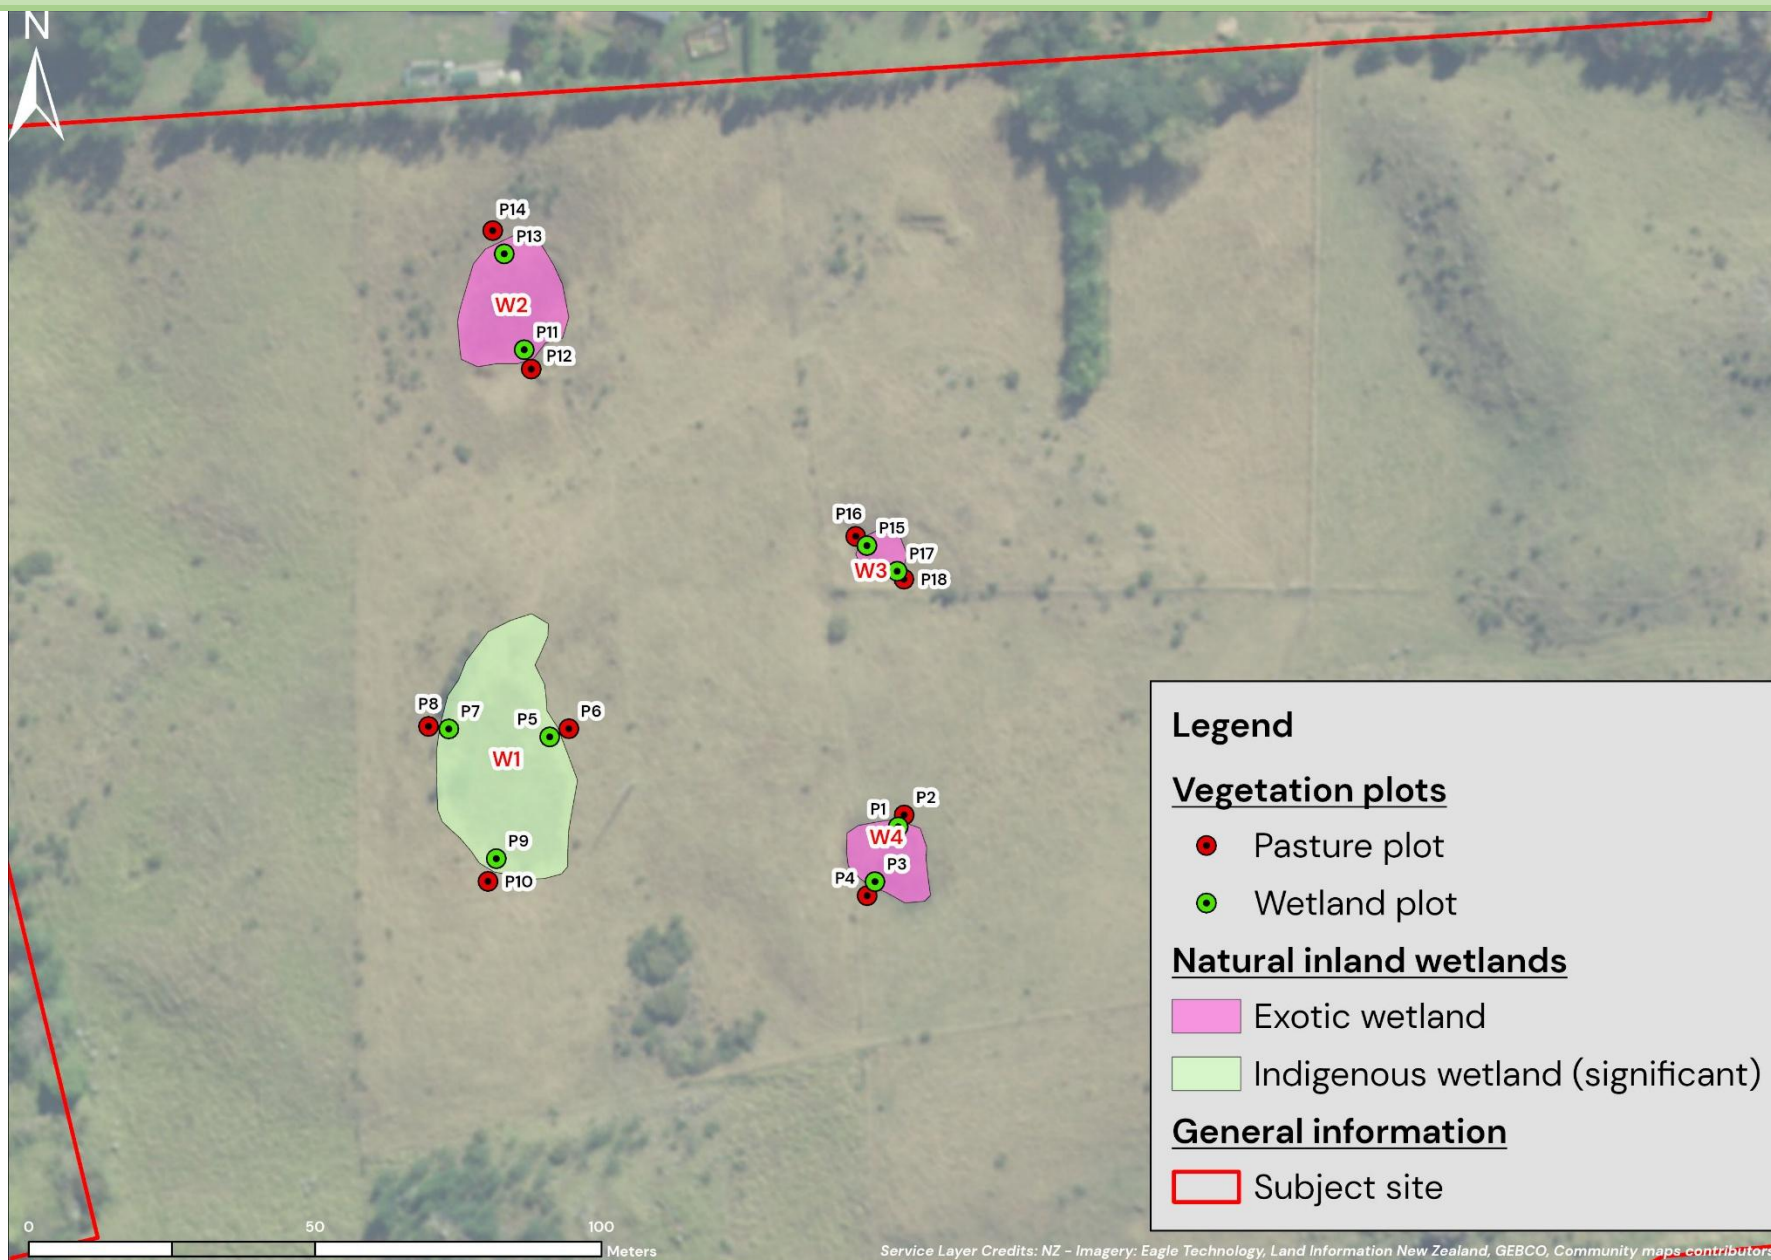 N
P14
P13
W2
P11
P12
P16
P15
P17
W3
P18
P8
P7
P5
P6
W1
P2
P1
W4
P9
P3
P4
P10
Legend
Vegetation plots
Pasture plot
Wetland plot
Natural inland wetlands
Exotic wetland
Indigenous wetland (significant)
General information
Subject site
0 50 100
Meters
Service Layer Credits: NZ - Imagery: Eagle Technology, Land Information New Zealand, GEBCO, Community maps contributors